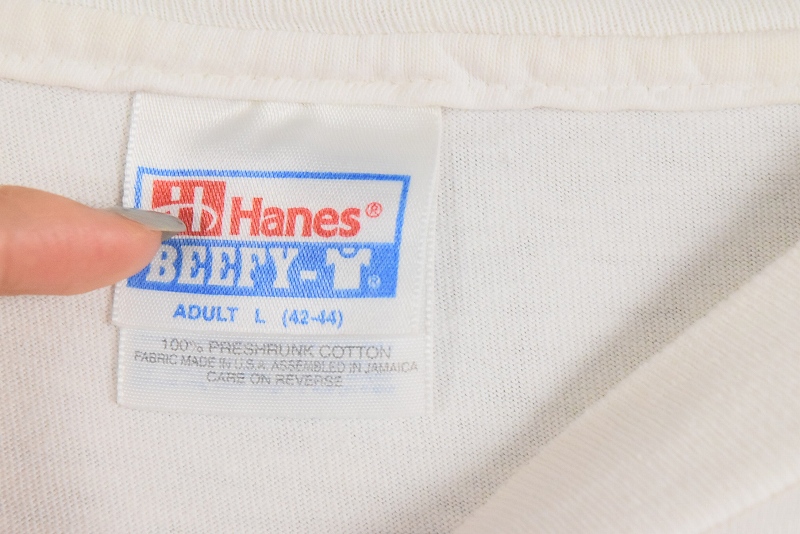 Hanes®
BEEFY-T®
ADULT L (42-44)
100% PRESHRUNK COTTON
FABRIC MADE IN U.S.A. ASSEMBLED IN JAMAICA
CARE ON REVERSE